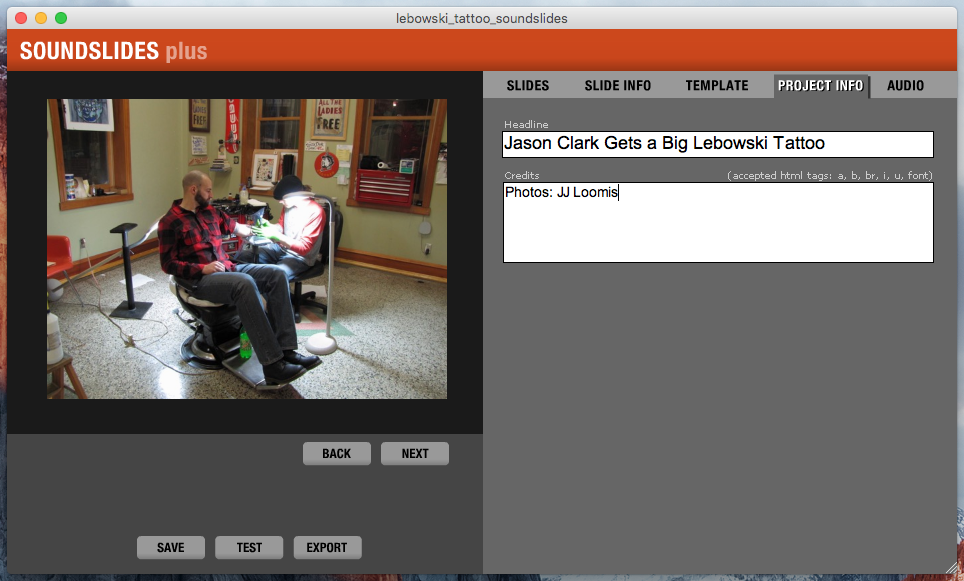 lebowski_tattoo_soundslides
SOUNDSLIDES plus
SLIDES
SLIDE INFO
TEMPLATE
PROJECT INFO
AUDIO
Headline
Jason Clark Gets a Big Lebowski Tattoo
Credits
(accepted html tags: a, b, br, i, u, font)
Photos: JJ Loomis
ALL THE
LADIES
FREE
FREE
BACK
NEXT
SAVE
TEST
EXPORT